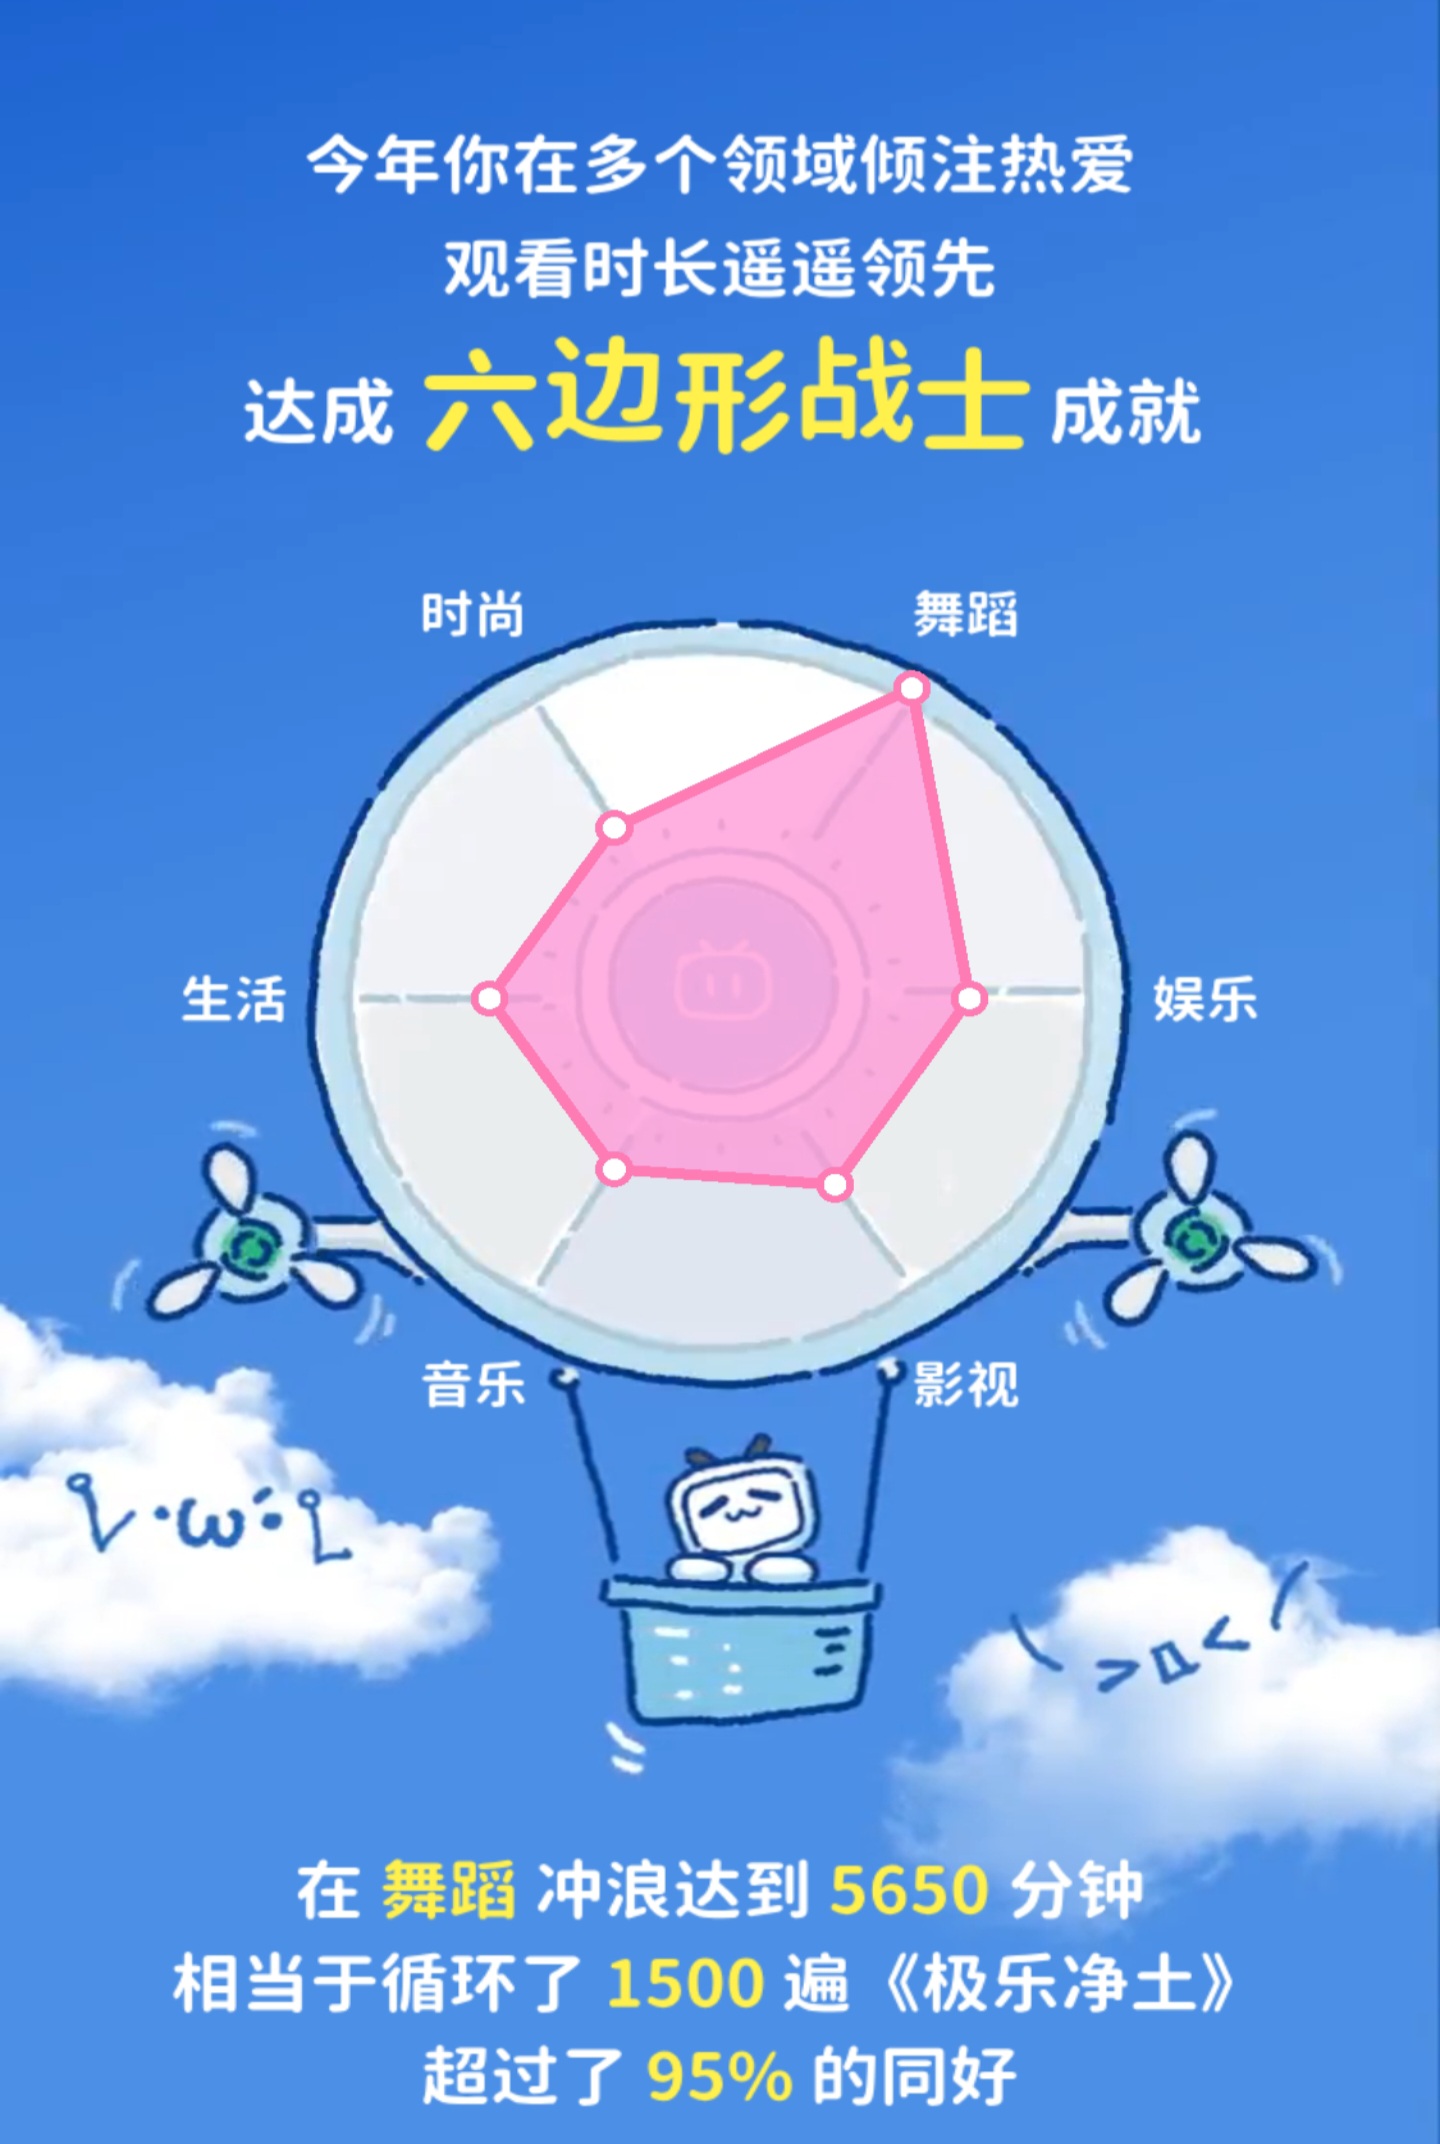 今年你在多个领域倾注热爱
观看时长遥遥领先
达成 六边形战士 成就
时尚 舞蹈
生活 娱乐
音乐 影视
·ω·
>д<
在 舞蹈 冲浪达到 5650 分钟
相当于循环了 1500 遍《极乐净土》
超过了 95% 的同好